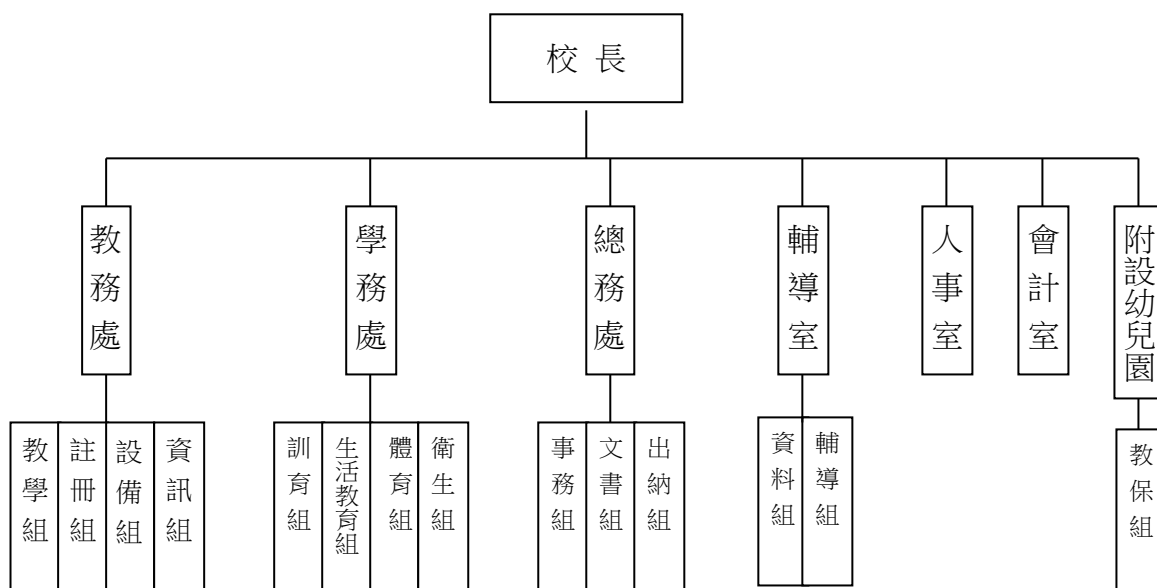 校長
教務處
學務處
總務處
輔導室
人事室
會計室
附設幼兒園
教學組
註冊組
設備組
資訊組
訓育組
生活教育組
體育組
衛生組
事務組
文書組
出納組
資料組
輔導組
教保組